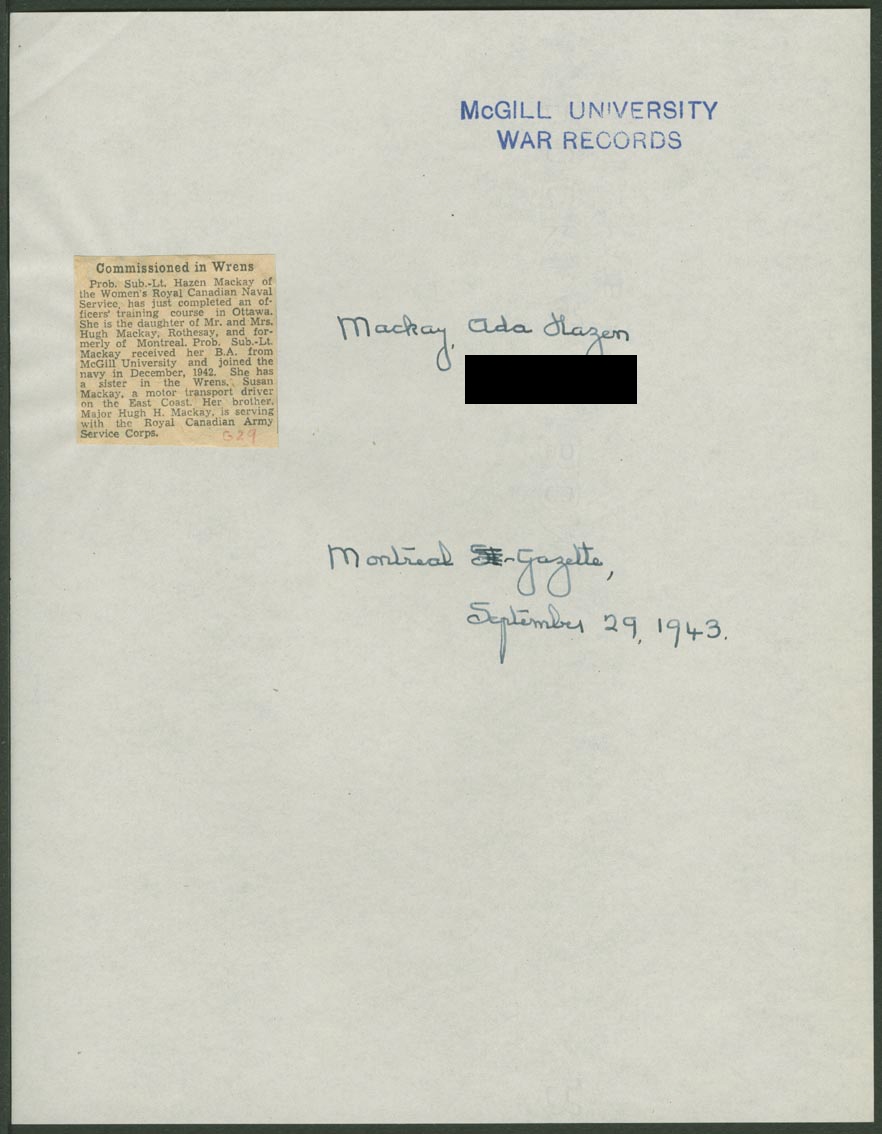 McGILL UNIVERSITY
WAR RECORDS
Commissioned in Wrens
Prob. Sub.-Lt. Hazen Mackay of
the Women's Royal Canadian Naval
Service, has just completed an of-
ficers' training course in Ottawa.
She is the daughter of Mr. and Mrs.
Hugh Mackay, Rothesay, and for-
merly of Montreal. Prob. Sub.-Lt.
Mackay received her B.A. from
McGill University and joined the
navy in December, 1942. She has
a sister in the Wrens, Susan
Mackay, a motor transport driver
on the East Coast. Her brother,
Major Hugh H. Mackay, is serving
with the Royal Canadian Army
Service Corps.
G29
Mackay, Ada Hazen
Montreal -Gazette,
September 29, 1943.